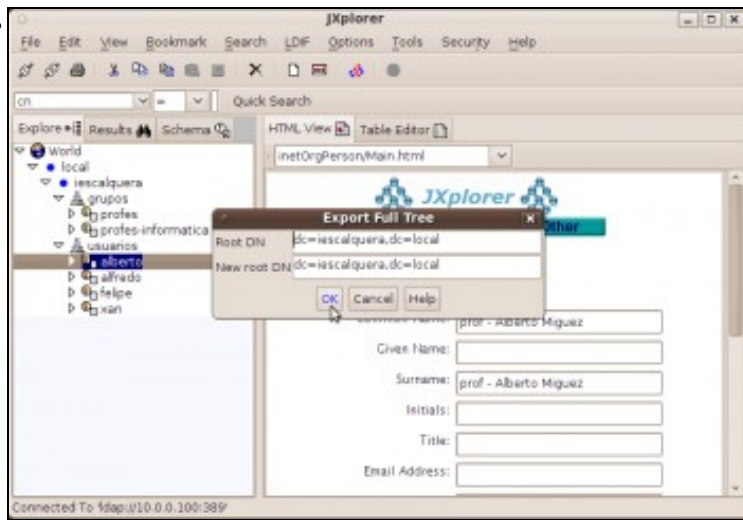 JXplorer
File Edit View Bookmark Search LDIF Options Tools Security Help
cn = Quick Search
Explore Results Schema HTML View Table Editor
World
local
iescalquera
grupos
profes
profes-informatica
usuarios
alberto
alfredo
felipe
xan
inetOrgPerson/Main.html
JXplorer
Other
Export Full Tree
Root DN dc=iescalquera,dc=local
New root DN dc=iescalquera,dc=local
OK Cancel Help
prof - Alberto Miguez
Given Name:
Surname: prof - Alberto Miguez
Initials:
Title:
Email Address:
Connected To 'ldap://10.0.0.100:389'